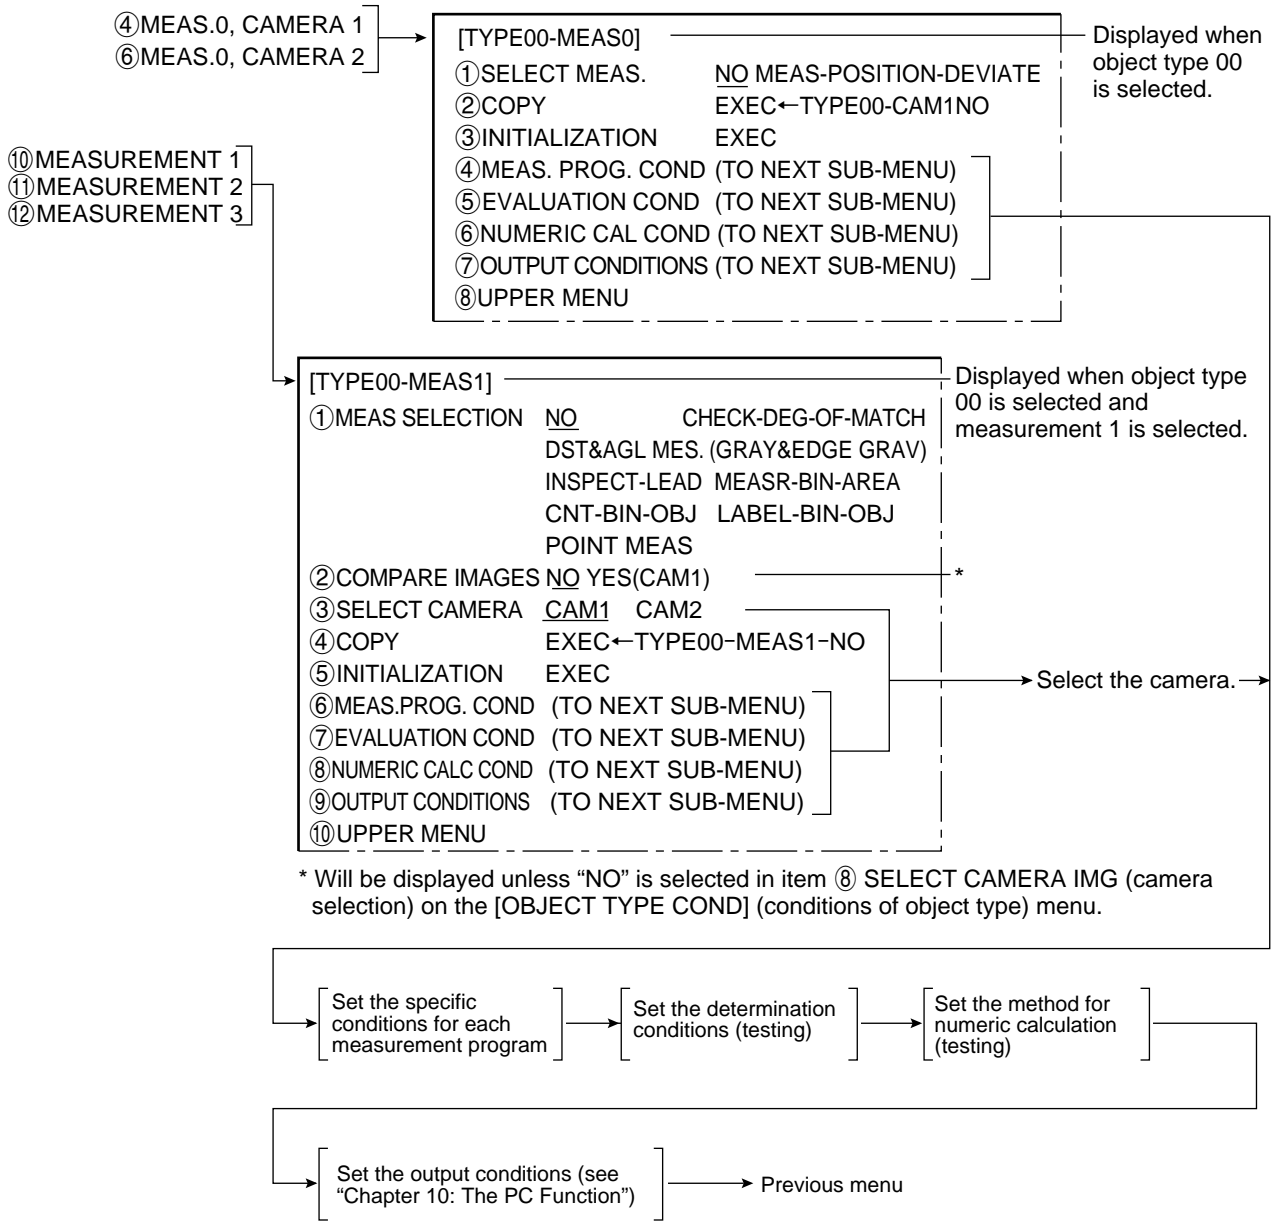 ④MEAS.0, CAMERA 1
⑥MEAS.0, CAMERA 2
[TYPE00-MEAS0]
Displayed when
object type 00
is selected.
①SELECT MEAS. NO MEAS-POSITION-DEVIATE
②COPY EXEC←TYPE00-CAM1NO
③INITIALIZATION EXEC
④MEAS. PROG. COND (TO NEXT SUB-MENU)
⑤EVALUATION COND (TO NEXT SUB-MENU)
⑥NUMERIC CAL COND (TO NEXT SUB-MENU)
⑦OUTPUT CONDITIONS (TO NEXT SUB-MENU)
⑧UPPER MENU
⑩MEASUREMENT 1
⑪MEASUREMENT 2
⑫MEASUREMENT 3
[TYPE00-MEAS1]
Displayed when object type
00 is selected and
measurement 1 is selected.
①MEAS SELECTION NO CHECK-DEG-OF-MATCH
DST&AGL MES. (GRAY&EDGE GRAV)
INSPECT-LEAD MEASR-BIN-AREA
CNT-BIN-OBJ LABEL-BIN-OBJ
POINT MEAS
②COMPARE IMAGES NO YES(CAM1) *
③SELECT CAMERA CAM1 CAM2
④COPY EXEC←TYPE00-MEAS1-NO
⑤INITIALIZATION EXEC
Select the camera.
⑥MEAS.PROG. COND (TO NEXT SUB-MENU)
⑦EVALUATION COND (TO NEXT SUB-MENU)
⑧NUMERIC CALC COND (TO NEXT SUB-MENU)
⑨OUTPUT CONDITIONS (TO NEXT SUB-MENU)
⑩UPPER MENU
* Will be displayed unless “NO” is selected in item ⑧ SELECT CAMERA IMG (camera
selection) on the [OBJECT TYPE COND] (conditions of object type) menu.
Set the specific
conditions for each
measurement program
Set the determination
conditions (testing)
Set the method for
numeric calculation
(testing)
Set the output conditions (see
“Chapter 10: The PC Function”)
Previous menu